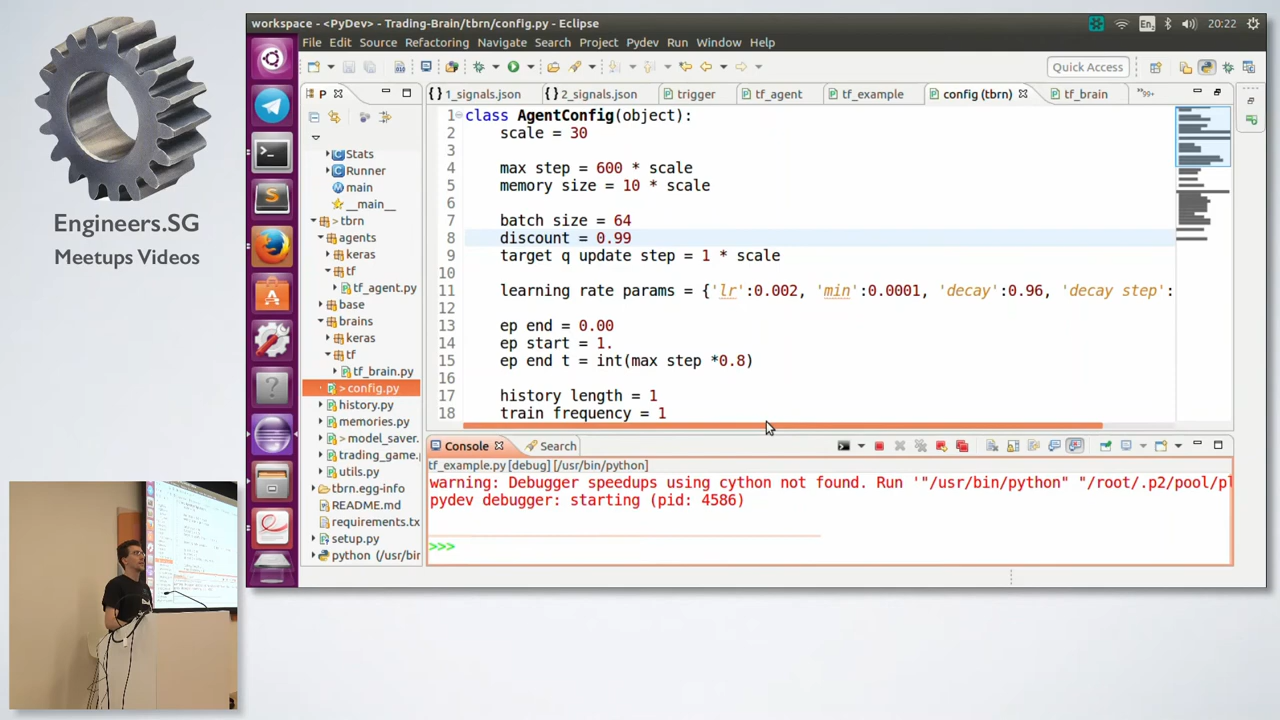 Engineers.SG
Meetups Videos
workspace - <PyDev> - Trading-Brain/tbrn/config.py - Eclipse
En
20:22
File Edit Source Refactoring Navigate Search Project Pydev Run Window Help
Quick Access
P
1_signals.json
2_signals.json
trigger
tf_agent
tf_example
config (tbrn)
tf_brain
99+
Stats
Runner
main
__main__
> tbrn
agents
keras
tf
tf_agent.py
base
brains
keras
tf
tf_brain.py
> config.py
history.py
memories.py
> model_saver.
trading_game.
utils.py
tbrn.egg-info
README.md
requirements.tx
setup.py
python (/usr/bin
1 class AgentConfig(object):
2 scale = 30
3
4 max step = 600 * scale
5 memory size = 10 * scale
6
7 batch size = 64
8 discount = 0.99
9 target q update step = 1 * scale
10
11 learning rate params = {'lr':0.002, 'min':0.0001, 'decay':0.96, 'decay step':
12
13 ep end = 0.00
14 ep start = 1.
15 ep end t = int(max step *0.8)
16
17 history length = 1
18 train frequency = 1
Console
Search
tf_example.py [debug] [/usr/bin/python]
warning: Debugger speedups using cython not found. Run '"/usr/bin/python" "/root/.p2/pool/pl
pydev debugger: starting (pid: 4586)
>>>